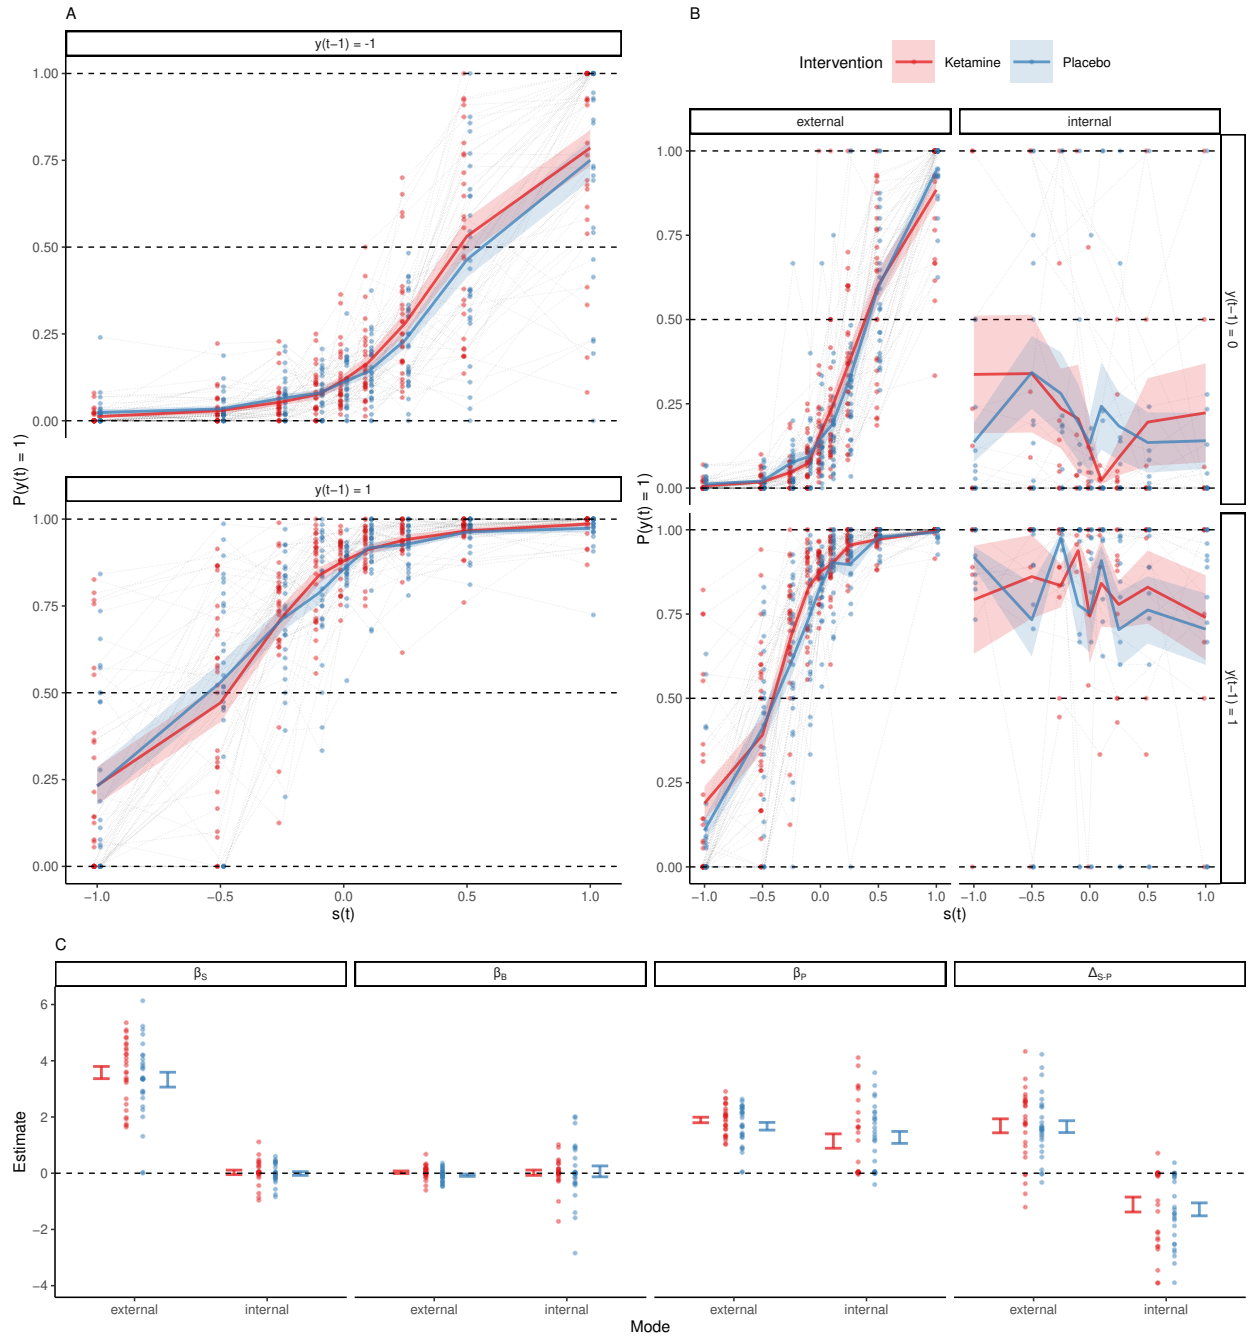 A
y(t−1) = -1
1.00
0.75
0.50
0.25
0.00
y(t−1) = 1
1.00
0.75
0.50
0.25
0.00
P(y(t) = 1)
−1.0 −0.5 0.0 0.5 1.0
s(t)
B
Intervention Ketamine Placebo
external internal
1.00
0.75
0.50
0.25
0.00
y(t−1) = 0
1.00
0.75
0.50
0.25
0.00
y(t−1) = 1
P(y(t) = 1)
−1.0 −0.5 0.0 0.5 1.0 −1.0 −0.5 0.0 0.5 1.0
s(t)
C
βS βB βP ΔS-P
6
4
2
0
−2
−4
Estimate
external internal external internal external internal external internal
Mode